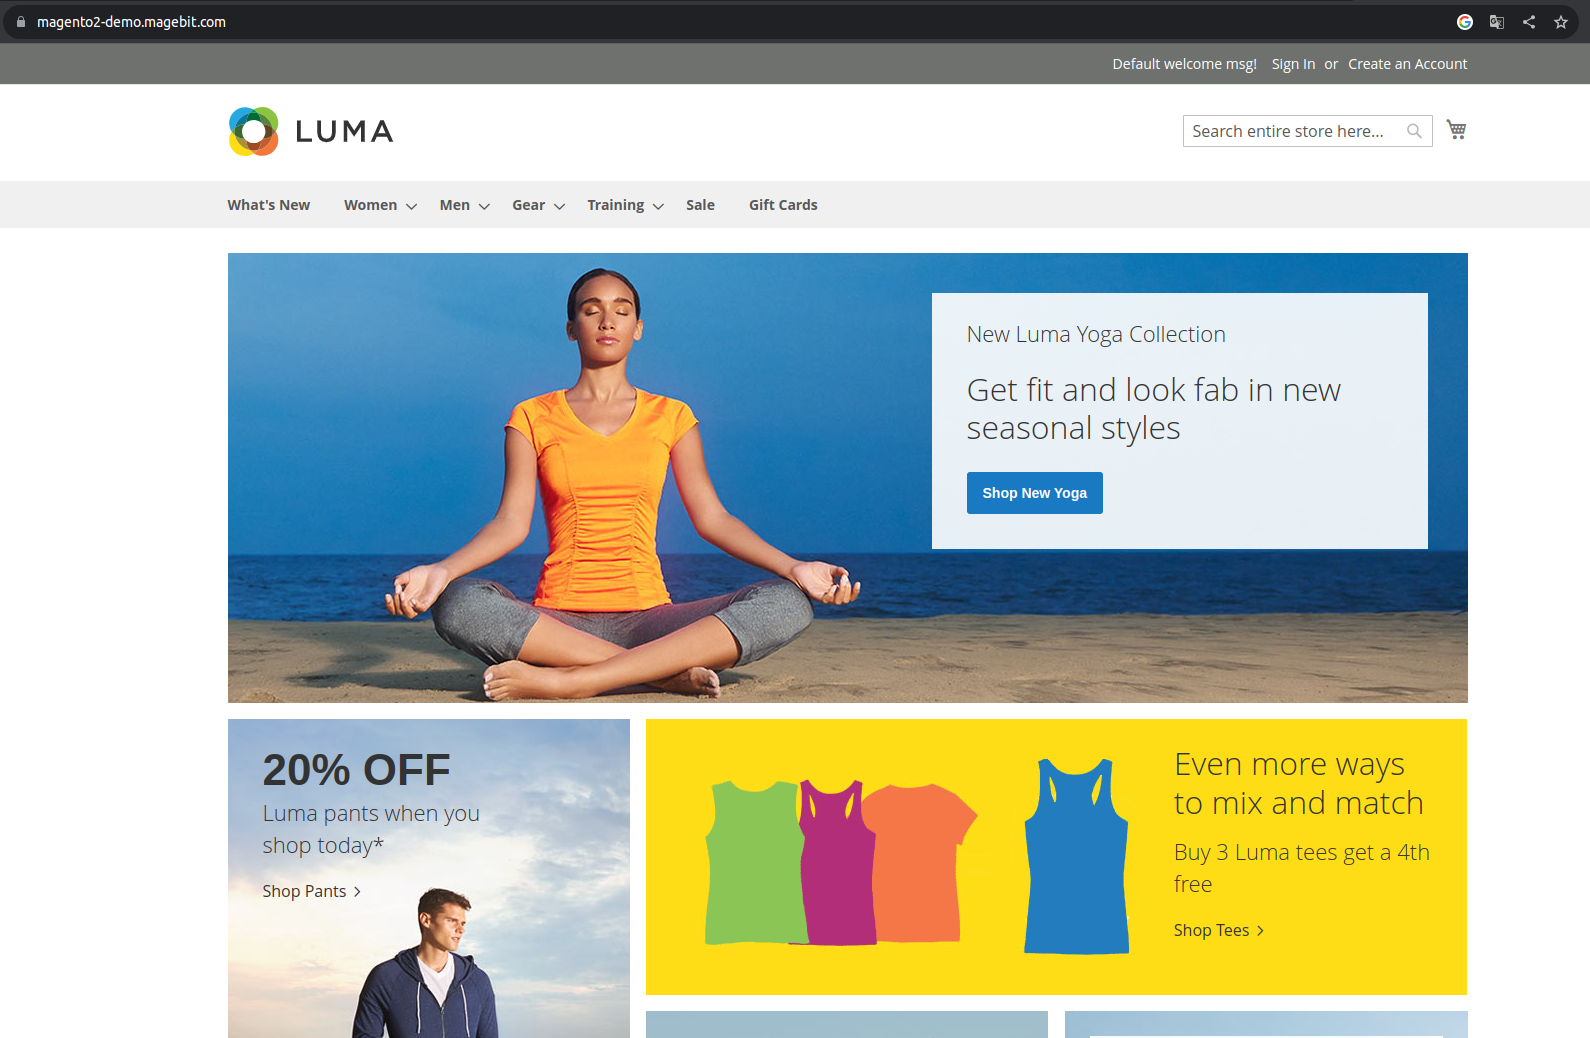 magento2-demo.magebit.com
Default welcome msg! Sign In or Create an Account
LUMA
Search entire store here...
What's New Women Men Gear Training Sale Gift Cards
New Luma Yoga Collection
Get fit and look fab in new
seasonal styles
Shop New Yoga
20% OFF
Luma pants when you
shop today*
Shop Pants
Even more ways
to mix and match
Buy 3 Luma tees get a 4th
free
Shop Tees